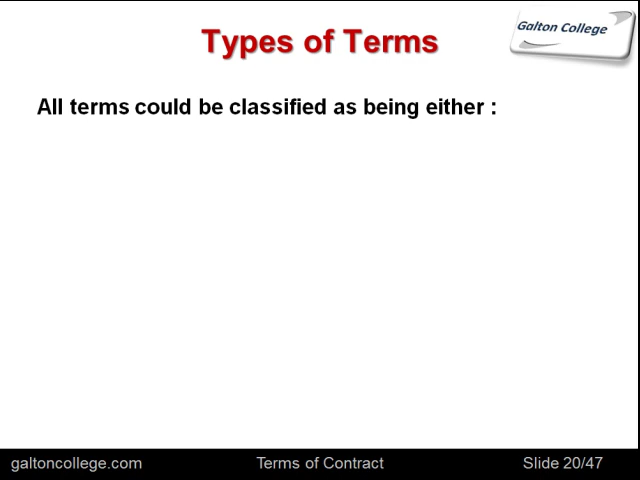 Types of Terms
Galton College
All terms could be classified as being either :
galtoncollege.com
Terms of Contract
Slide 20/47